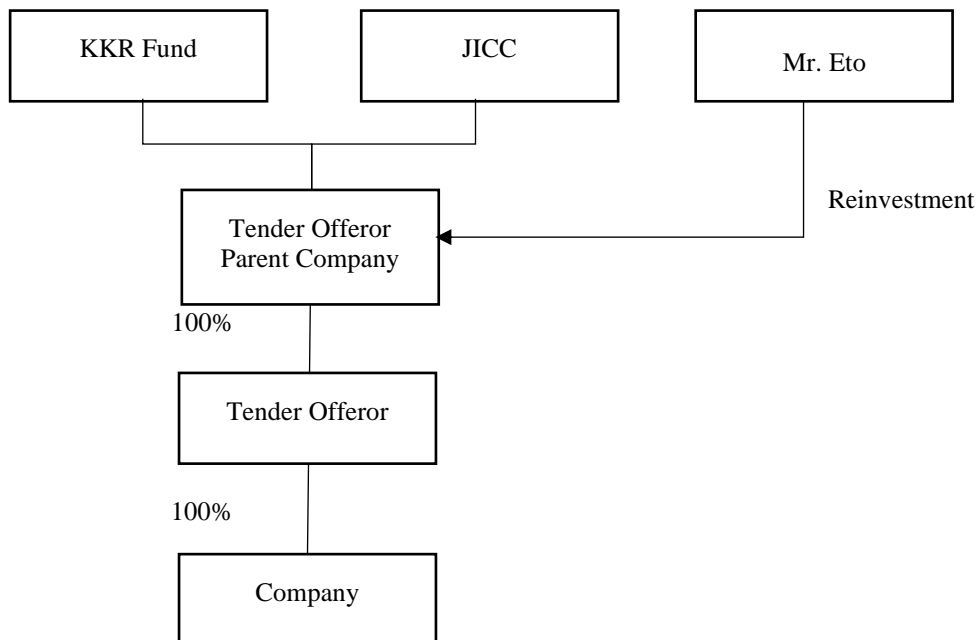 KKR Fund
JICC
Mr. Eto
Reinvestment
Tender Offeror
Parent Company
100%
Tender Offeror
100%
Company